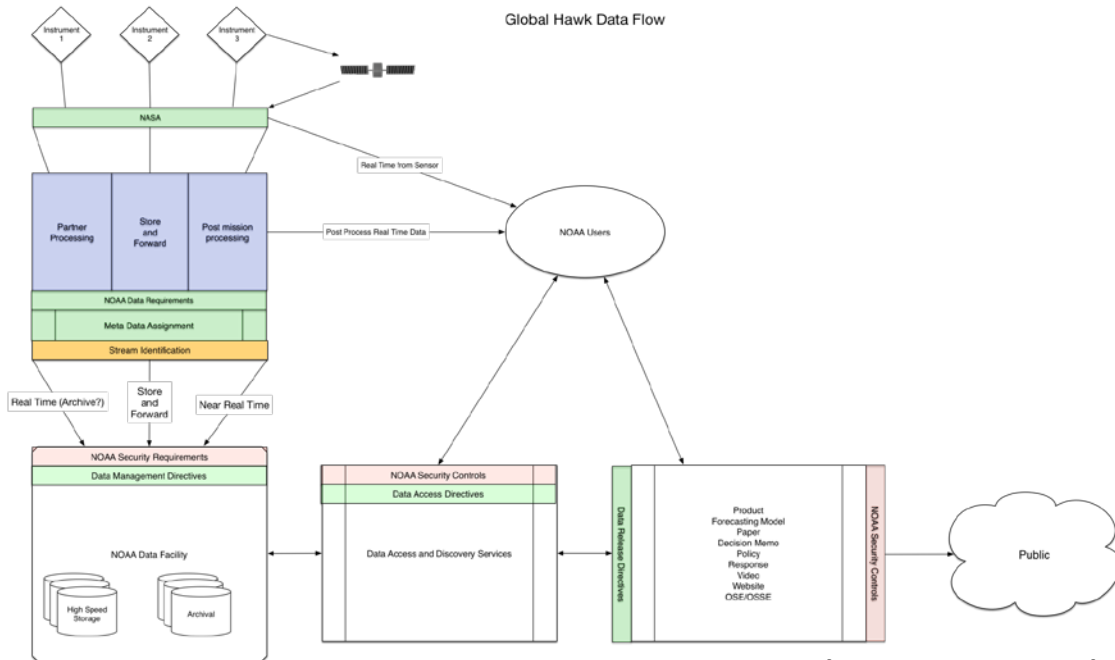 Global Hawk Data Flow
Instrument
1
Instrument
2
Instrument
3
NASA
Real Time from Sensor
Partner
Processing
Store
and
Forward
Post mission
processing
Post Process Real Time Data
NOAA Users
NOAA Data Requirements
Meta Data Assignment
Stream Identification
Real Time (Archive?)
Store
and
Forward
Near Real Time
NOAA Security Requirements
Data Management Directives
NOAA Data Facility
High Speed
Storage
Archival
NOAA Security Controls
Data Access Directives
Data Access and Discovery Services
Data Release Directives
Product
Forecasting Model
Paper
Decision Memo
Policy
Response
Video
Website
OSE/OSSE
NOAA Security Controls
Public